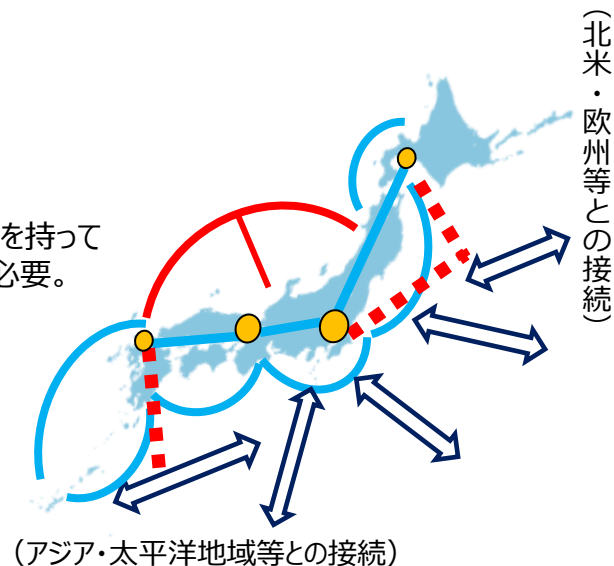 （北米・欧州等との接続）
を持って
必要。
（アジア・太平洋地域等との接続）